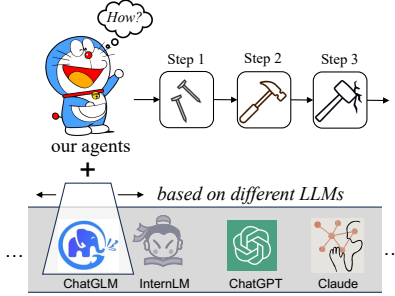 How?
Step 1 Step 2 Step 3
our agents
+
based on different LLMs
... ...
ChatGLM InternLM ChatGPT Claude